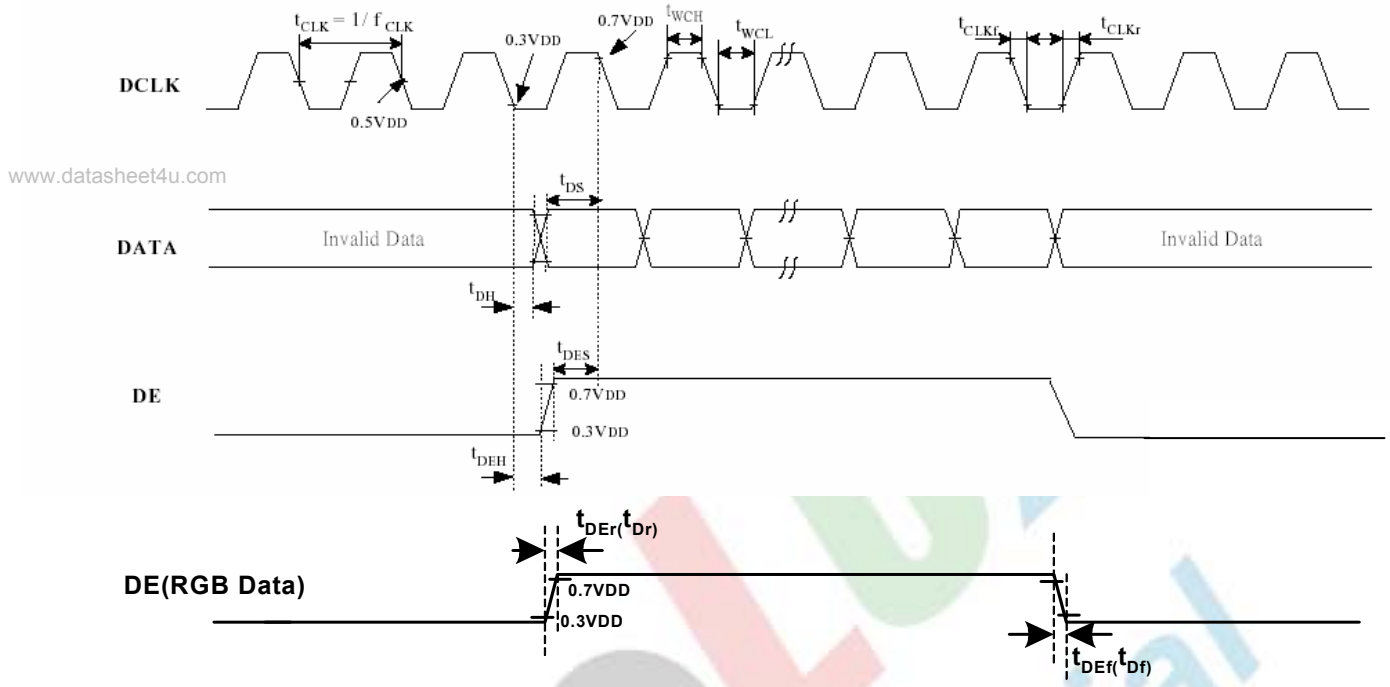 tCLK = 1/ f CLK
0.3VDD
0.7VDD
tWCH
tWCL
tCLKf
tCLKr
DCLK
0.5VDD
www.datasheet4u.com
tDS
DATA
Invalid Data
Invalid Data
tDH
tDES
DE
0.7VDD
0.3VDD
tDEH
tDEr(tDr)
DE(RGB Data)
0.7VDD
0.3VDD
tDEf(tDf)